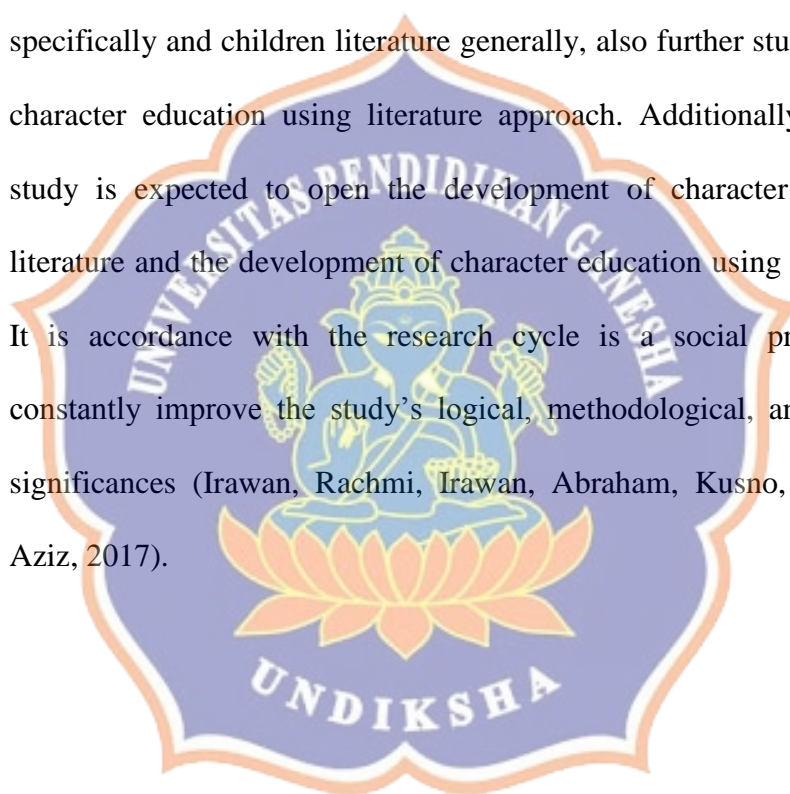 specifically and children literature generally, also further stu
character education using literature approach. Additionally
study is expected to open the development of character
literature and the development of character education using
It is accordance with the research cycle is a social pr
constantly improve the study's logical, methodological, a
significances (Irawan, Rachmi, Irawan, Abraham, Kusno,
Aziz, 2017).
UNIVERSITAS PENDIDIKAN GANESHA
UNDIKSHA